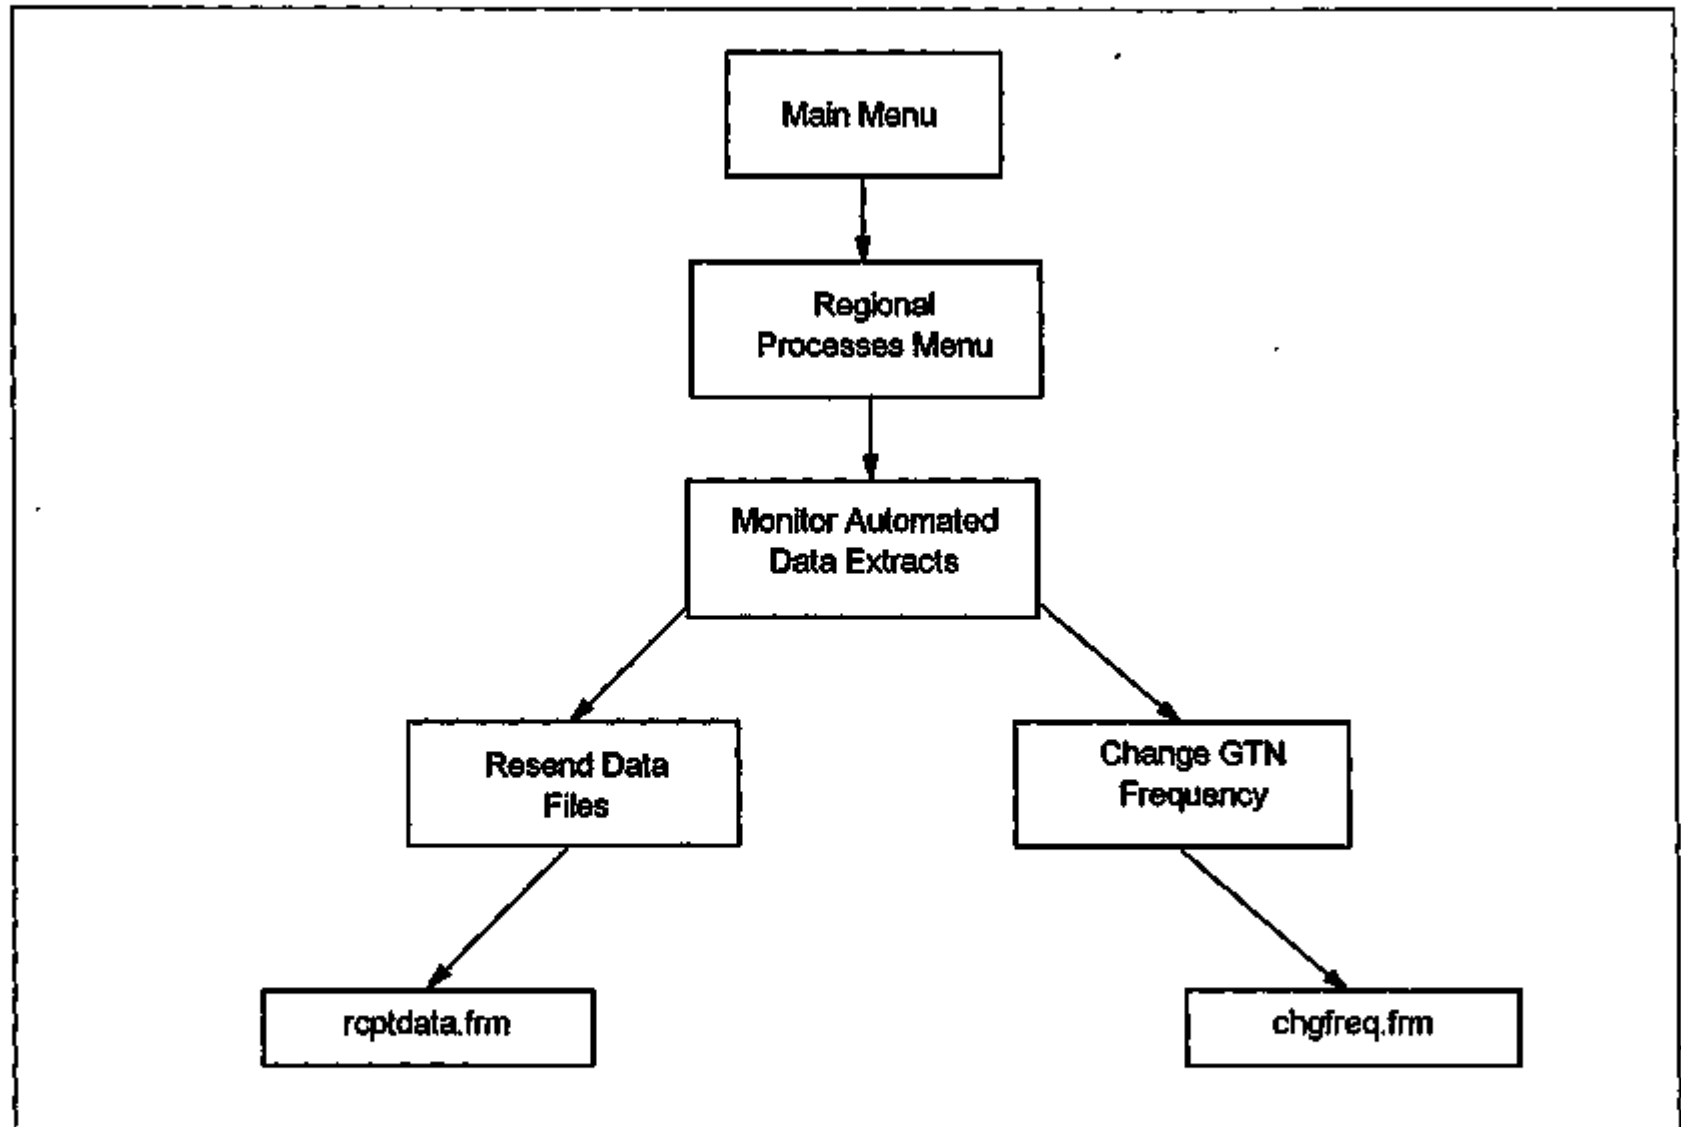 Main Menu
Regional
Processes Menu
Monitor Automated
Data Extracts
Resend Data
Files
Change GTN
Frequency
rcptdata.frm
chgfreq.frm